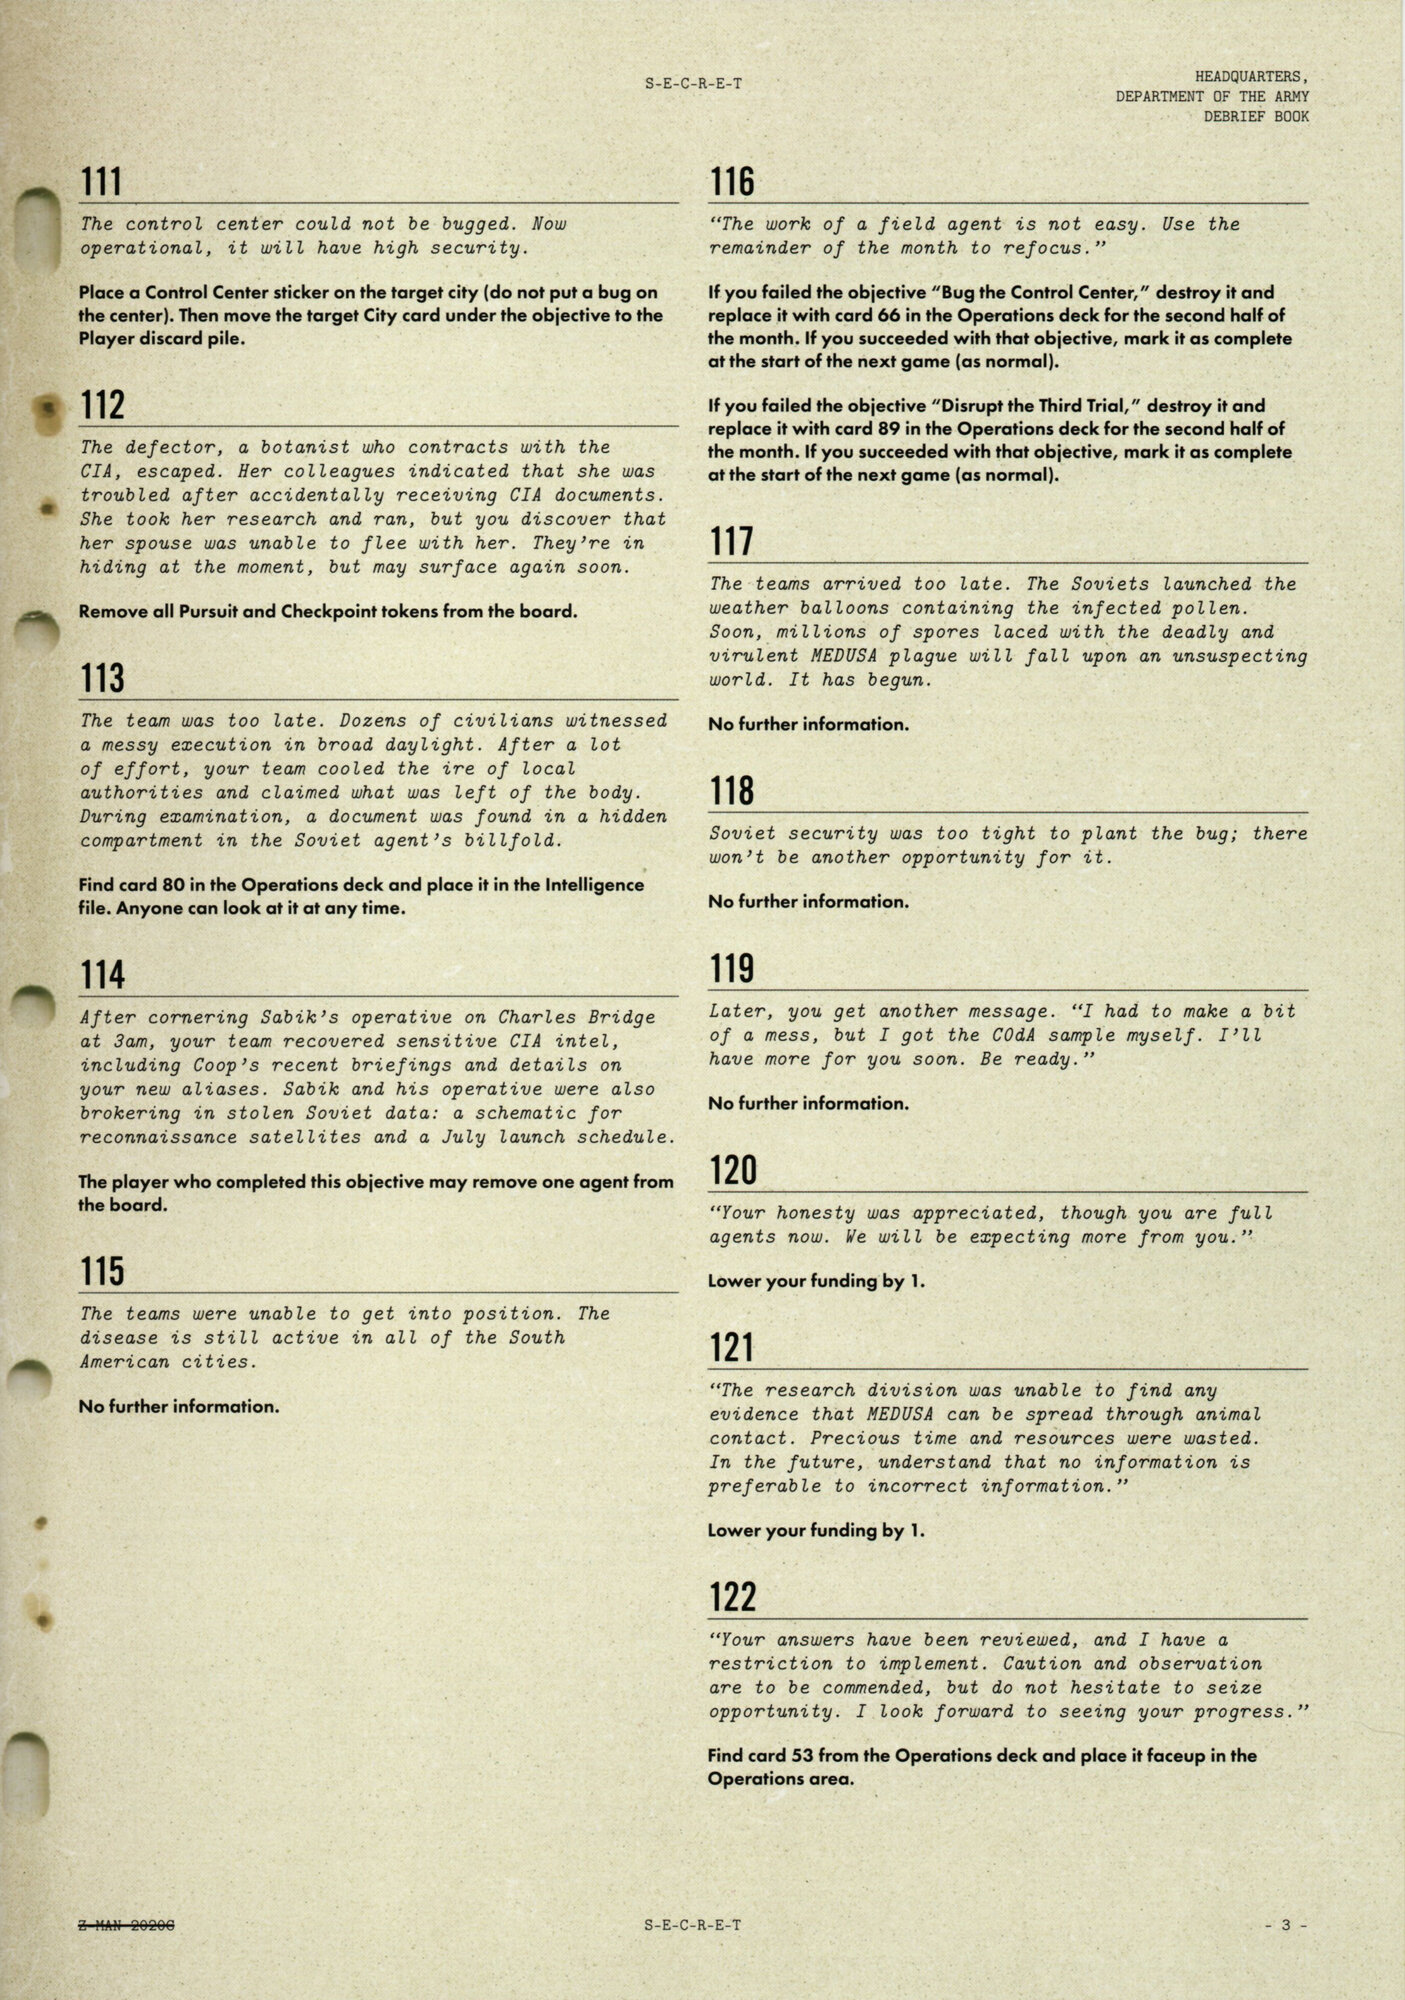 S-E-C-R-E-T
HEADQUARTERS,
DEPARTMENT OF THE ARMY
DEBRIEF BOOK
111
The control center could not be bugged. Now
operational, it will have high security.
Place a Control Center sticker on the target city (do not put a bug on
the center). Then move the target City card under the objective to the
Player discard pile.
112
The defector, a botanist who contracts with the
CIA, escaped. Her colleagues indicated that she was
troubled after accidentally receiving CIA documents.
She took her research and ran, but you discover that
her spouse was unable to flee with her. They're in
hiding at the moment, but may surface again soon.
Remove all Pursuit and Checkpoint tokens from the board.
113
The team was too late. Dozens of civilians witnessed
a messy execution in broad daylight. After a lot
of effort, your team cooled the ire of local
authorities and claimed what was left of the body.
During examination, a document was found in a hidden
compartment in the Soviet agent's billfold.
Find card 80 in the Operations deck and place it in the Intelligence
file. Anyone can look at it at any time.
114
After cornering Sabik's operative on Charles Bridge
at 3am, your team recovered sensitive CIA intel,
including Coop's recent briefings and details on
your new aliases. Sabik and his operative were also
brokering in stolen Soviet data: a schematic for
reconnaissance satellites and a July launch schedule.
The player who completed this objective may remove one agent from
the board.
115
The teams were unable to get into position. The
disease is still active in all of the South
American cities.
No further information.
116
“The work of a field agent is not easy. Use the
remainder of the month to refocus.”
If you failed the objective “Bug the Control Center,” destroy it and
replace it with card 66 in the Operations deck for the second half of
the month. If you succeeded with that objective, mark it as complete
at the start of the next game (as normal).
If you failed the objective “Disrupt the Third Trial,” destroy it and
replace it with card 89 in the Operations deck for the second half of
the month. If you succeeded with that objective, mark it as complete
at the start of the next game (as normal).
117
The teams arrived too late. The Soviets launched the
weather balloons containing the infected pollen.
Soon, millions of spores laced with the deadly and
virulent MEDUSA plague will fall upon an unsuspecting
world. It has begun.
No further information.
118
Soviet security was too tight to plant the bug; there
won't be another opportunity for it.
No further information.
119
Later, you get another message. “I had to make a bit
of a mess, but I got the COdA sample myself. I'll
have more for you soon. Be ready.”
No further information.
120
“Your honesty was appreciated, though you are full
agents now. We will be expecting more from you.”
Lower your funding by 1.
121
“The research division was unable to find any
evidence that MEDUSA can be spread through animal
contact. Precious time and resources were wasted.
In the future, understand that no information is
preferable to incorrect information.”
Lower your funding by 1.
122
“Your answers have been reviewed, and I have a
restriction to implement. Caution and observation
are to be commended, but do not hesitate to seize
opportunity. I look forward to seeing your progress.”
Find card 53 from the Operations deck and place it faceup in the
Operations area.
Z-MAN 2020G
S-E-C-R-E-T
- 3 -